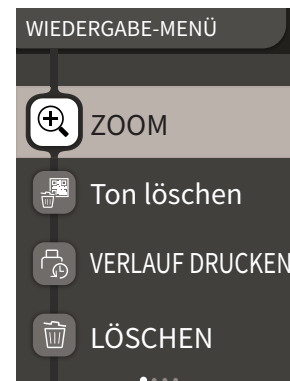 WIEDERGABE-MENÜ
ZOOM
Ton löschen
VERLAUF DRUCKEN
LÖSCHEN